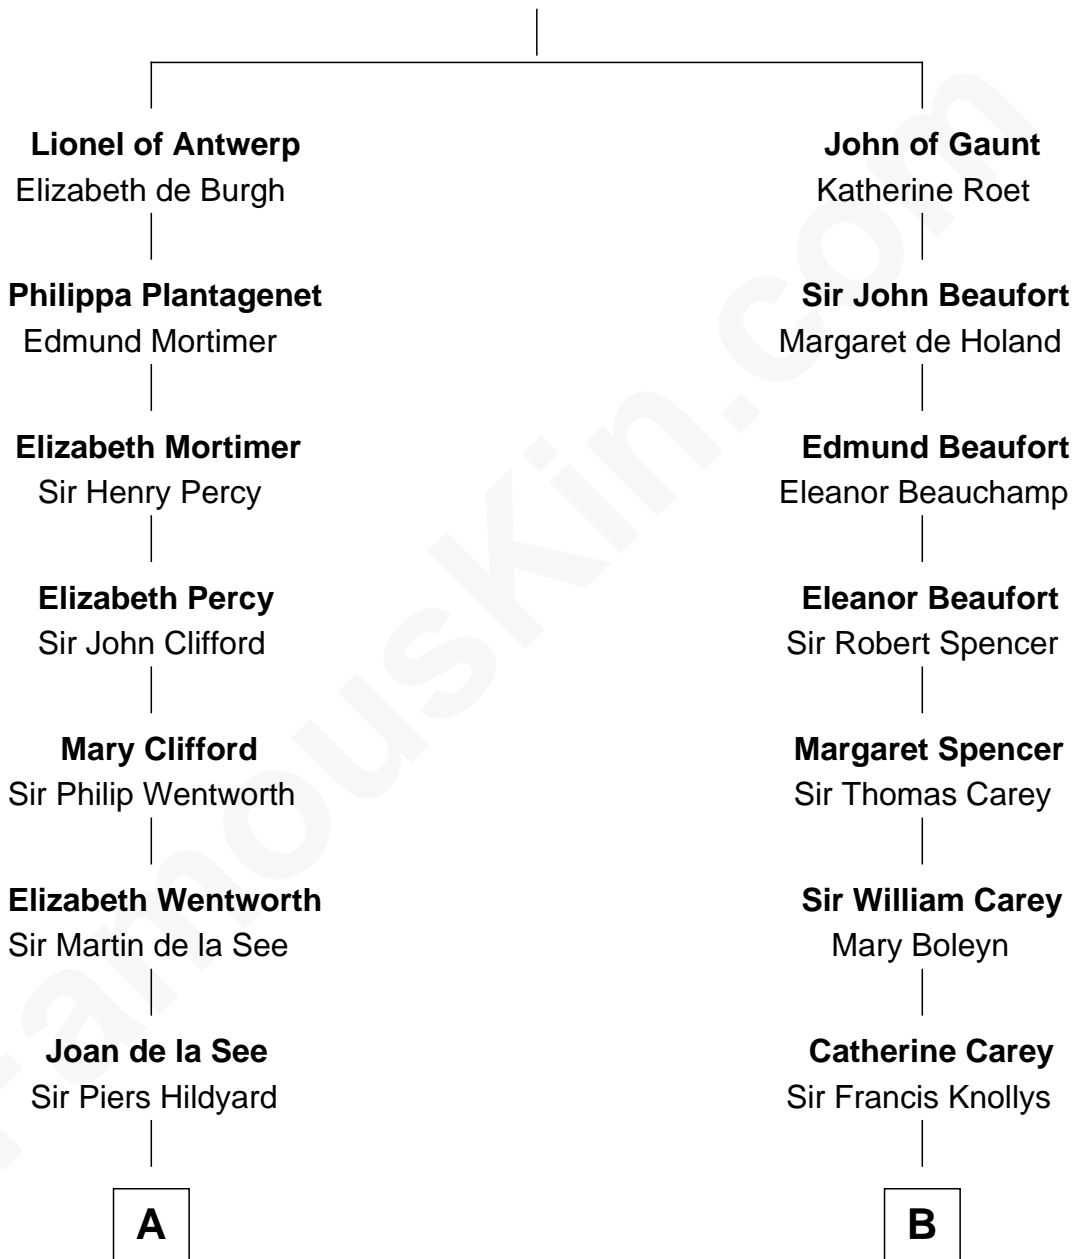 Lionel of Antwerp
Elizabeth de Burgh
Philippa Plantagenet
Edmund Mortimer
Elizabeth Mortimer
Sir Henry Percy
Elizabeth Percy
Sir John Clifford
Mary Clifford
Sir Philip Wentworth
Elizabeth Wentworth
Sir Martin de la See
Joan de la See
Sir Piers Hildyard
A
John of Gaunt
Katherine Roet
Sir John Beaufort
Margaret de Holand
Edmund Beaufort
Eleanor Beauchamp
Eleanor Beaufort
Sir Robert Spencer
Margaret Spencer
Sir Thomas Carey
Sir William Carey
Mary Boleyn
Catherine Carey
Sir Francis Knollys
B
FamousKin.com